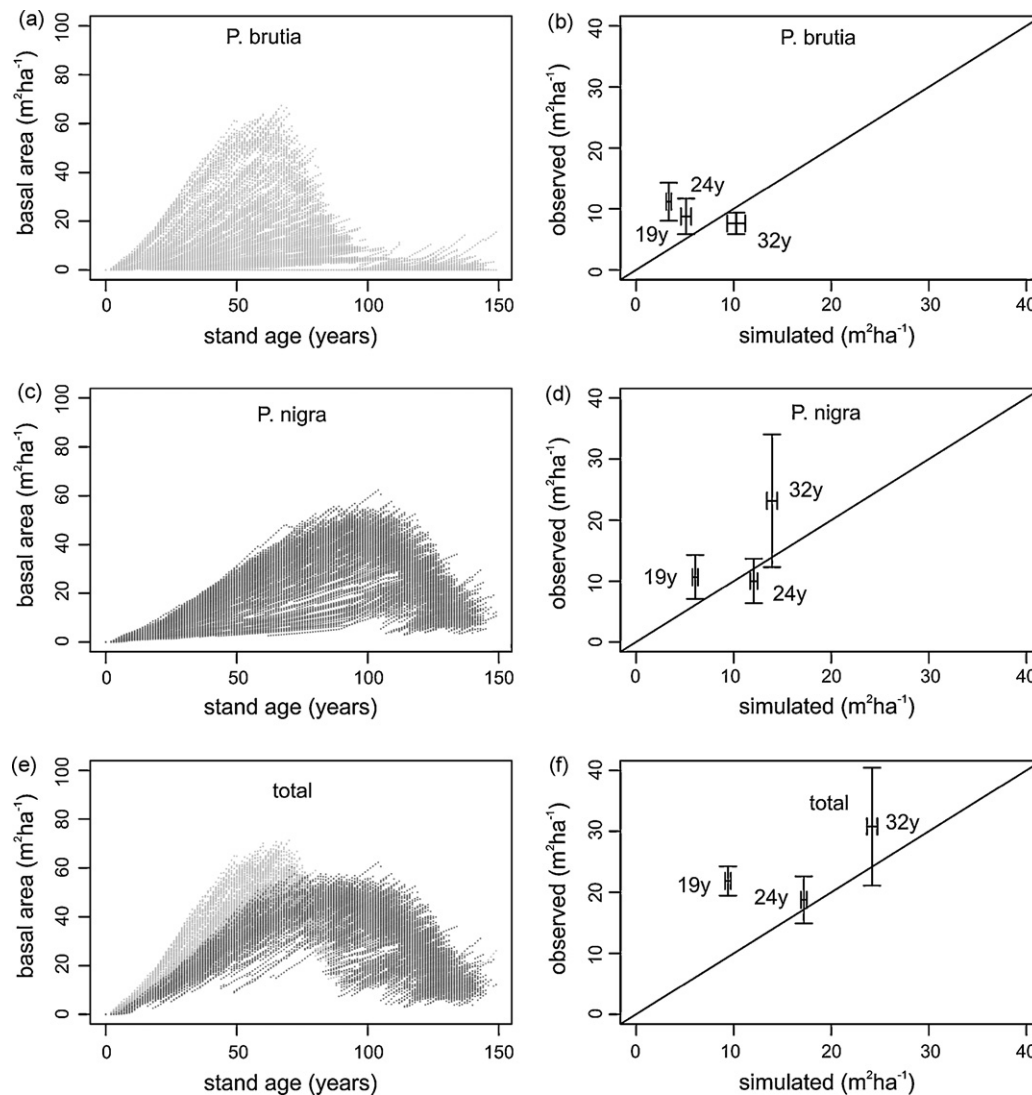 (a)
P. brutia
basal area (m²ha⁻¹)
0 20 40 60 80 100
0 50 100 150
stand age (years)
(b)
P. brutia
observed (m²ha⁻¹)
0 10 20 30 40
24y
19y
32y
0 10 20 30 40
simulated (m²ha⁻¹)
(c)
P. nigra
basal area (m²ha⁻¹)
0 20 40 60 80 100
0 50 100 150
stand age (years)
(d)
P. nigra
observed (m²ha⁻¹)
0 10 20 30 40
32y
19y
24y
0 10 20 30 40
simulated (m²ha⁻¹)
(e)
total
basal area (m²ha⁻¹)
0 20 40 60 80 100
0 50 100 150
stand age (years)
(f)
total
observed (m²ha⁻¹)
0 10 20 30 40
32y
19y
24y
0 10 20 30 40
simulated (m²ha⁻¹)